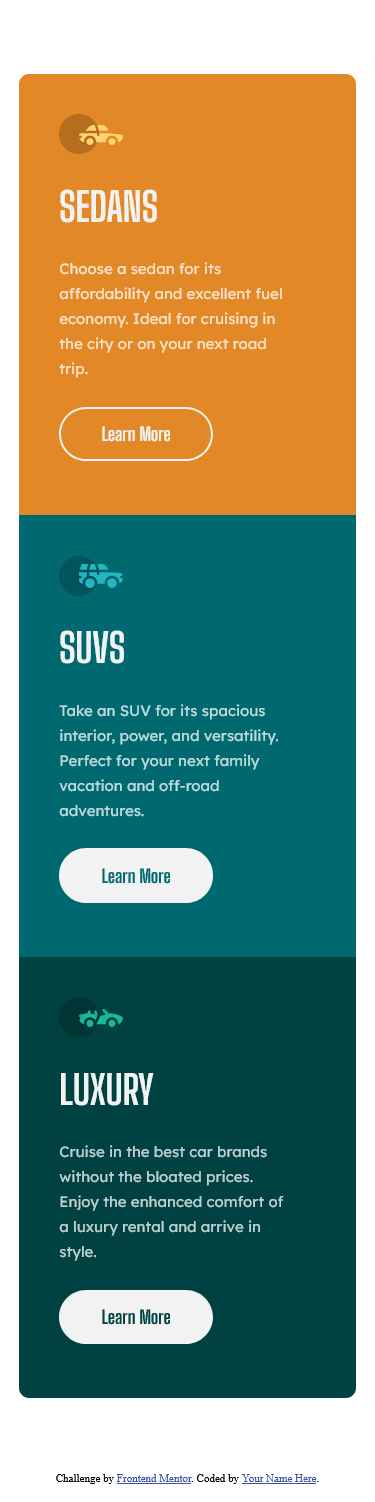 SEDANS
Choose a sedan for its
affordability and excellent fuel
economy. Ideal for cruising in
the city or on your next road
trip.
Learn More
SUVS
Take an SUV for its spacious
interior, power, and versatility.
Perfect for your next family
vacation and off-road
adventures.
Learn More
LUXURY
Cruise in the best car brands
without the bloated prices.
Enjoy the enhanced comfort of
a luxury rental and arrive in
style.
Learn More
Challenge by Frontend Mentor. Coded by Your Name Here.